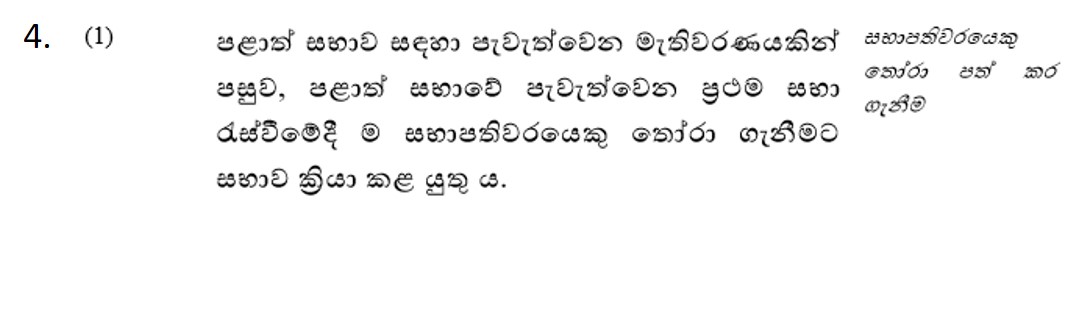 4. (1) පළාත් සභාව සඳහා පැවැත්වෙන මැතිවරණයකින්
පසුව, පළාත් සභාවේ පැවැත්වෙන ප්‍රථම සභා
රැස්වීමේදී ම සභාපතිවරයෙකු තෝරා ගැනීමට
සභාව ක්‍රියා කළ යුතු ය.
සභාපතිවරයෙකු
තෝරා පත් කර
ගැනීම